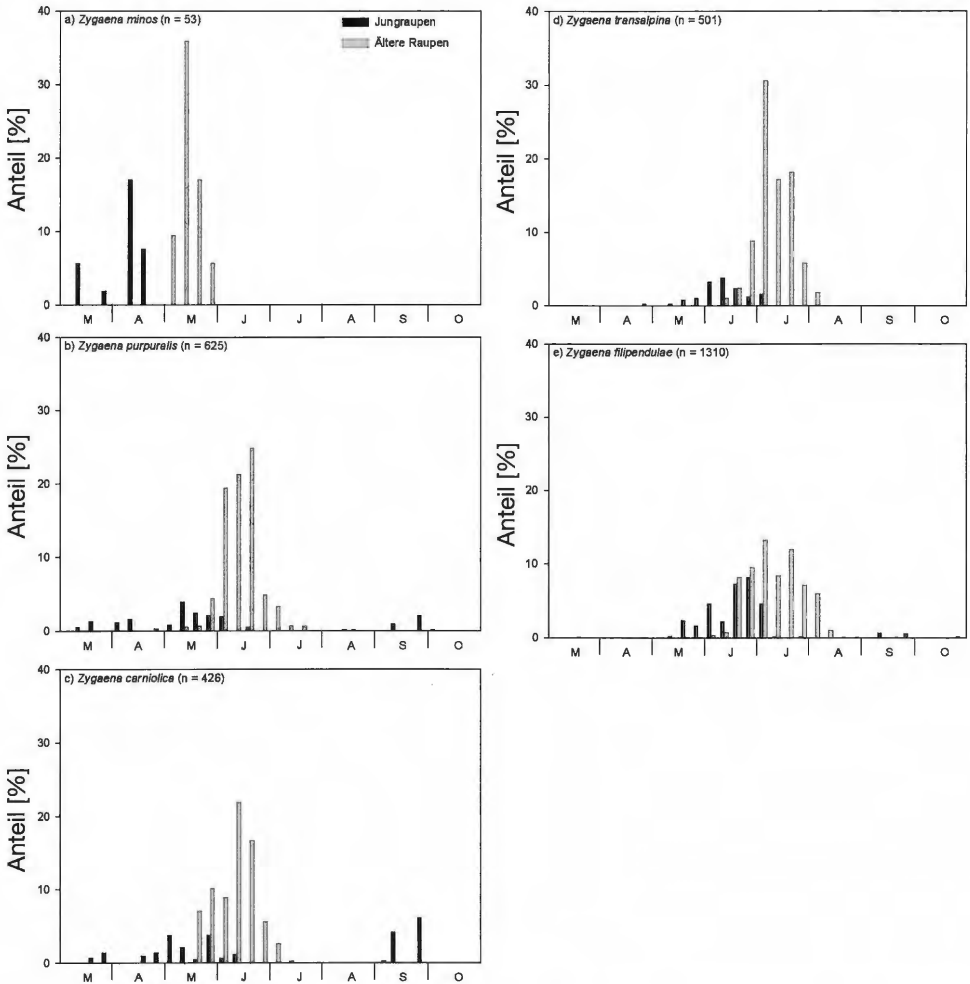 a) Zygaena minos (n = 53)
Jungraupen
Ältere Raupen
Anteil [%]
40
30
20
10
0
M A M J J A S O
b) Zygaena purpuralis (n = 625)
Anteil [%]
40
30
20
10
0
M A M J J A S O
c) Zygaena carniolica (n = 426)
Anteil [%]
40
30
20
10
0
M A M J J A S O
d) Zygaena transalpina (n = 501)
Anteil [%]
40
30
20
10
0
M A M J J A S O
e) Zygaena filipendulae (n = 1310)
Anteil [%]
40
30
20
10
0
M A M J J A S O